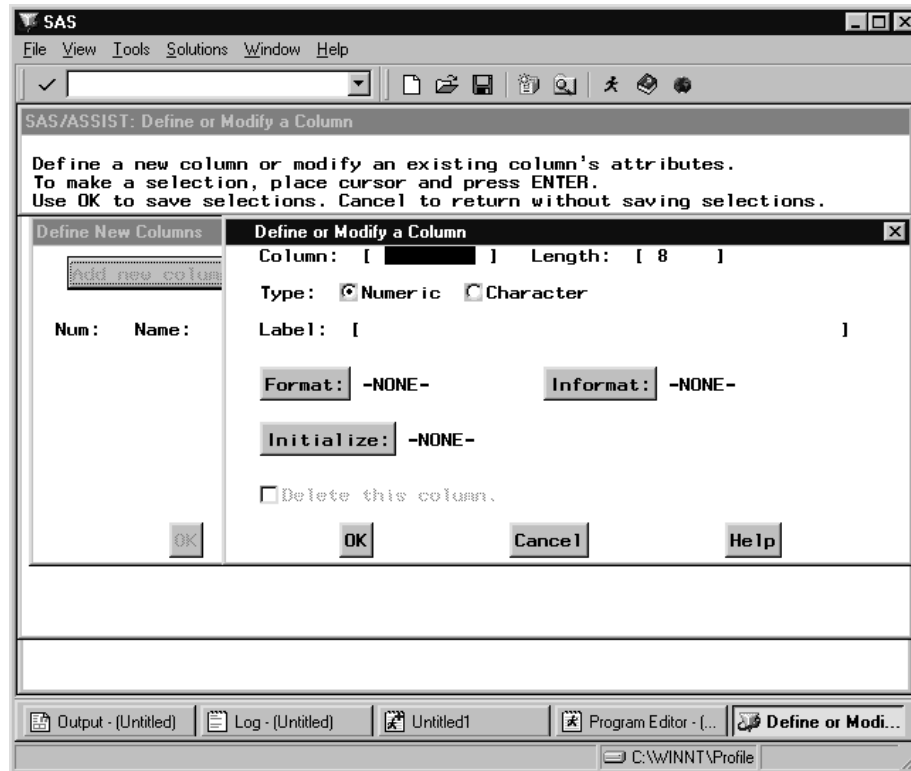 SAS
File View Tools Solutions Window Help
SAS/ASSIST: Define or Modify a Column
Define a new column or modify an existing column's attributes.
To make a selection, place cursor and press ENTER.
Use OK to save selections. Cancel to return without saving selections.
Define New Columns
Add new colum
Num: Name:
OK
Define or Modify a Column
Column: [ ] Length: [ 8 ]
Type: Numeric Character
Label: [ ]
Format: -NONE- Informat: -NONE-
Initialize: -NONE-
Delete this column.
OK Cancel Help
Output - (Untitled) Log - (Untitled) Untitled1 Program Editor - (... Define or Modi...
C:\WINNT\Profile